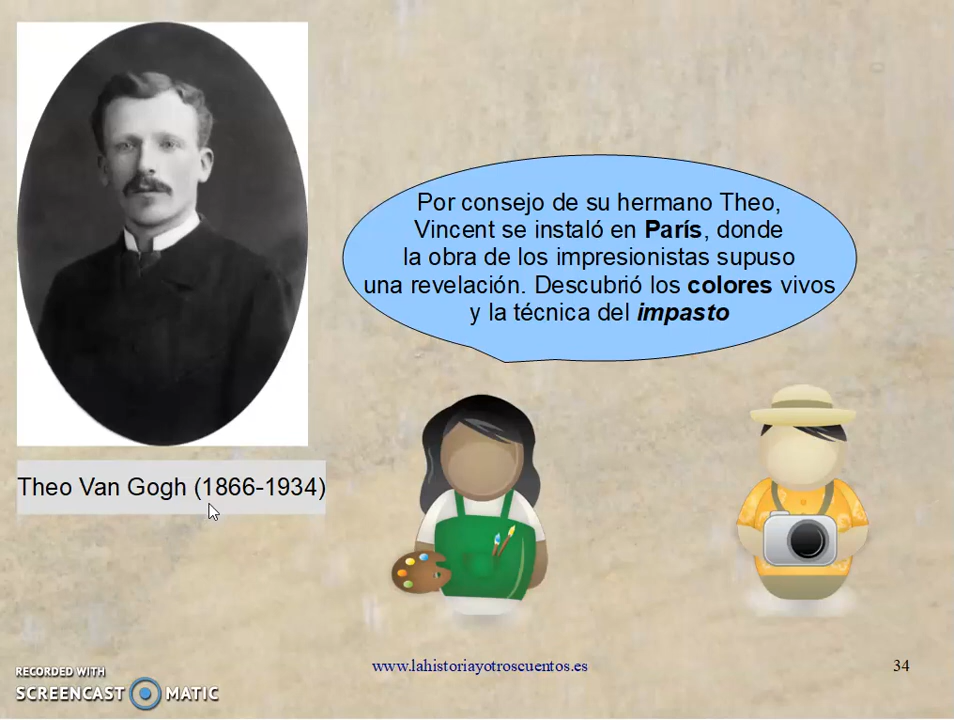 Por consejo de su hermano Theo,
Vincent se instaló en París, donde
la obra de los impresionistas supuso
una revelación. Descubrió los colores vivos
y la técnica del impasto
Theo Van Gogh (1866-1934)
RECORDED WITH
SCREENCAST MATIC
www.lahistoriayotroscuentos.es
34